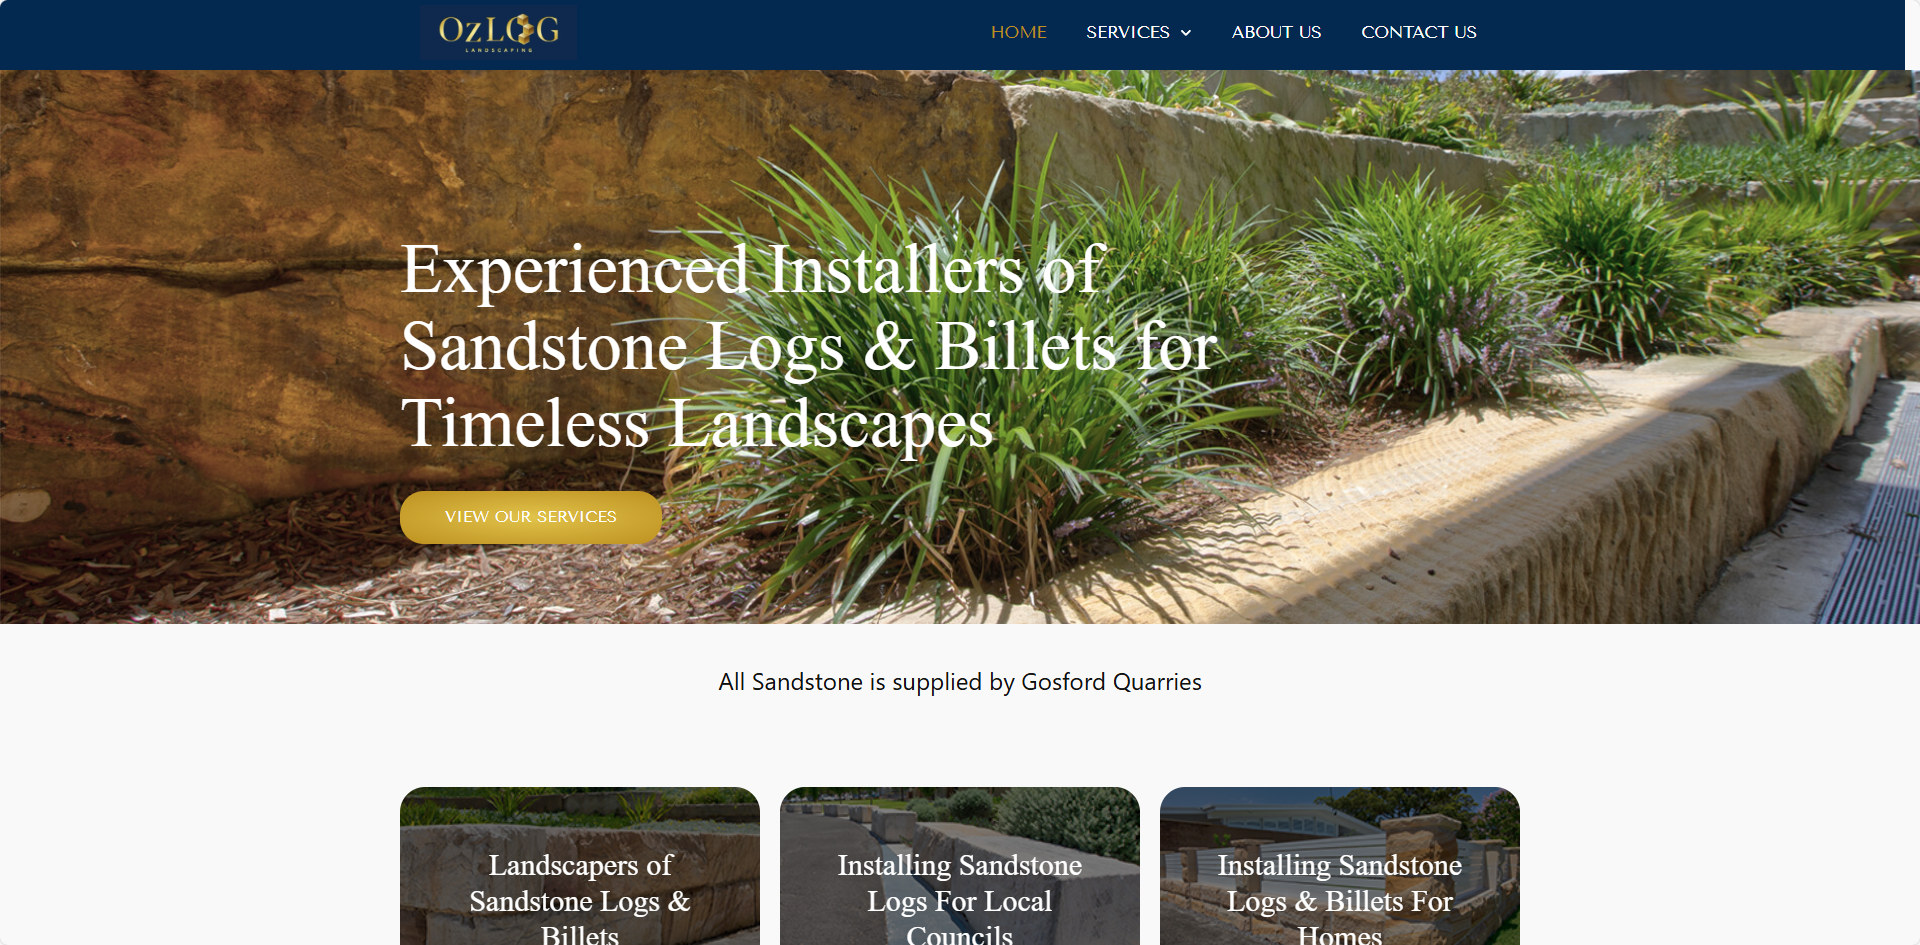 OzLOG
LANDSCAPING
HOME
SERVICES
ABOUT US
CONTACT US
Experienced Installers of
Sandstone Logs & Billets for
Timeless Landscapes
VIEW OUR SERVICES
All Sandstone is supplied by Gosford Quarries
Landscapers of
Sandstone Logs &
Billets
Installing Sandstone
Logs For Local
Councils
Installing Sandstone
Logs & Billets For
Homes